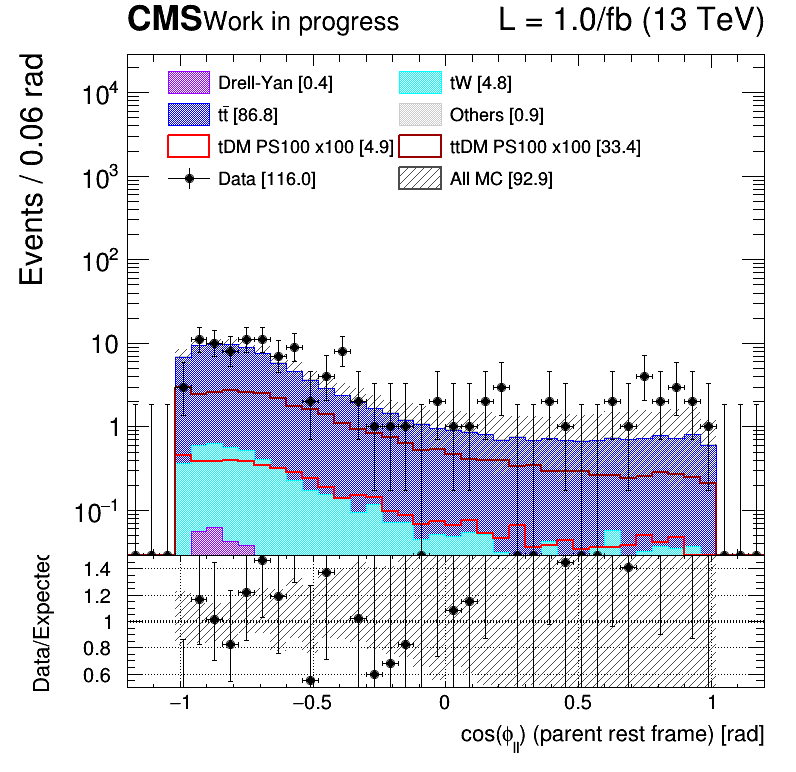 CMS Work in progress L = 1.0/fb (13 TeV)
Events / 0.06 rad
Drell-Yan [0.4] tW [4.8]
tt̄ [86.8] Others [0.9]
tDM PS100 x100 [4.9] ttDM PS100 x100 [33.4]
Data [116.0] All MC [92.9]
10⁴
10³
10²
10
1
10⁻¹
Data/Expected
1.4
1.2
1
0.8
0.6
−1 −0.5 0 0.5 1
cos(ϕ_ll) (parent rest frame) [rad]